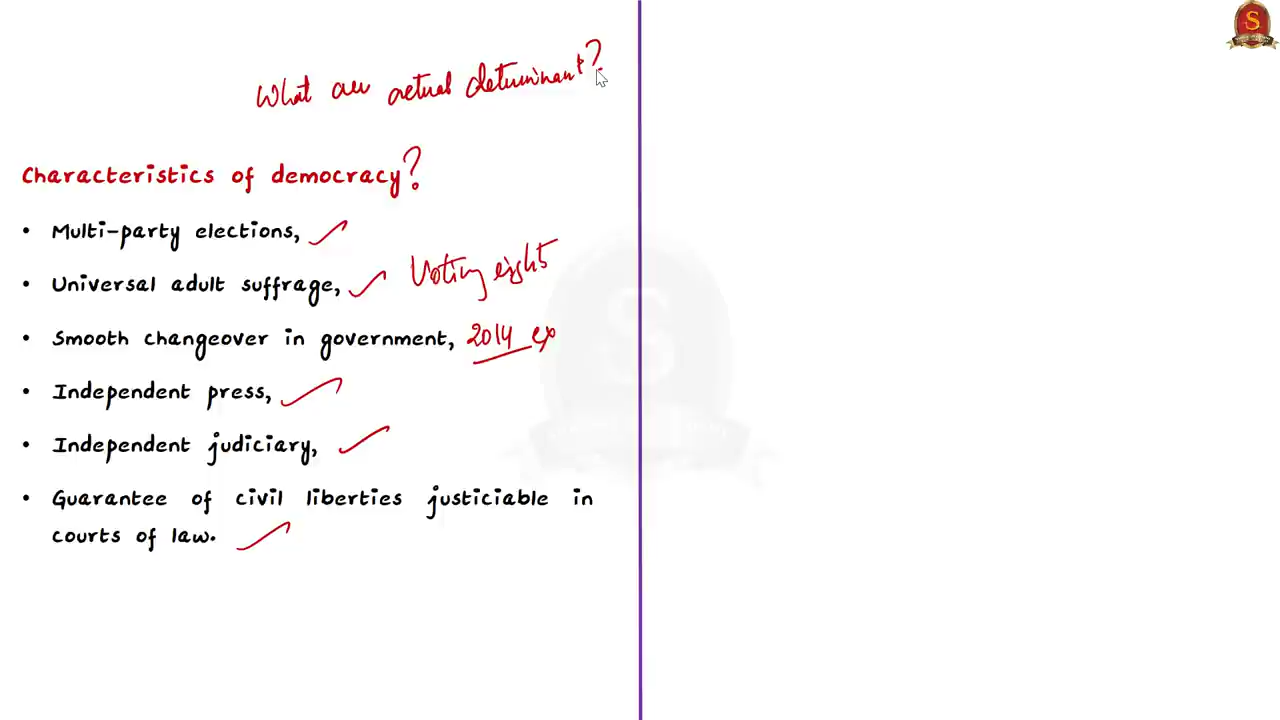 What are actual determinant?
Characteristics of democracy?
• Multi-party elections,
• Universal adult suffrage, Voting right
• Smooth changeover in government, 2014 ex
• Independent press,
• Independent judiciary,
• Guarantee of civil liberties justiciable in
courts of law.
S